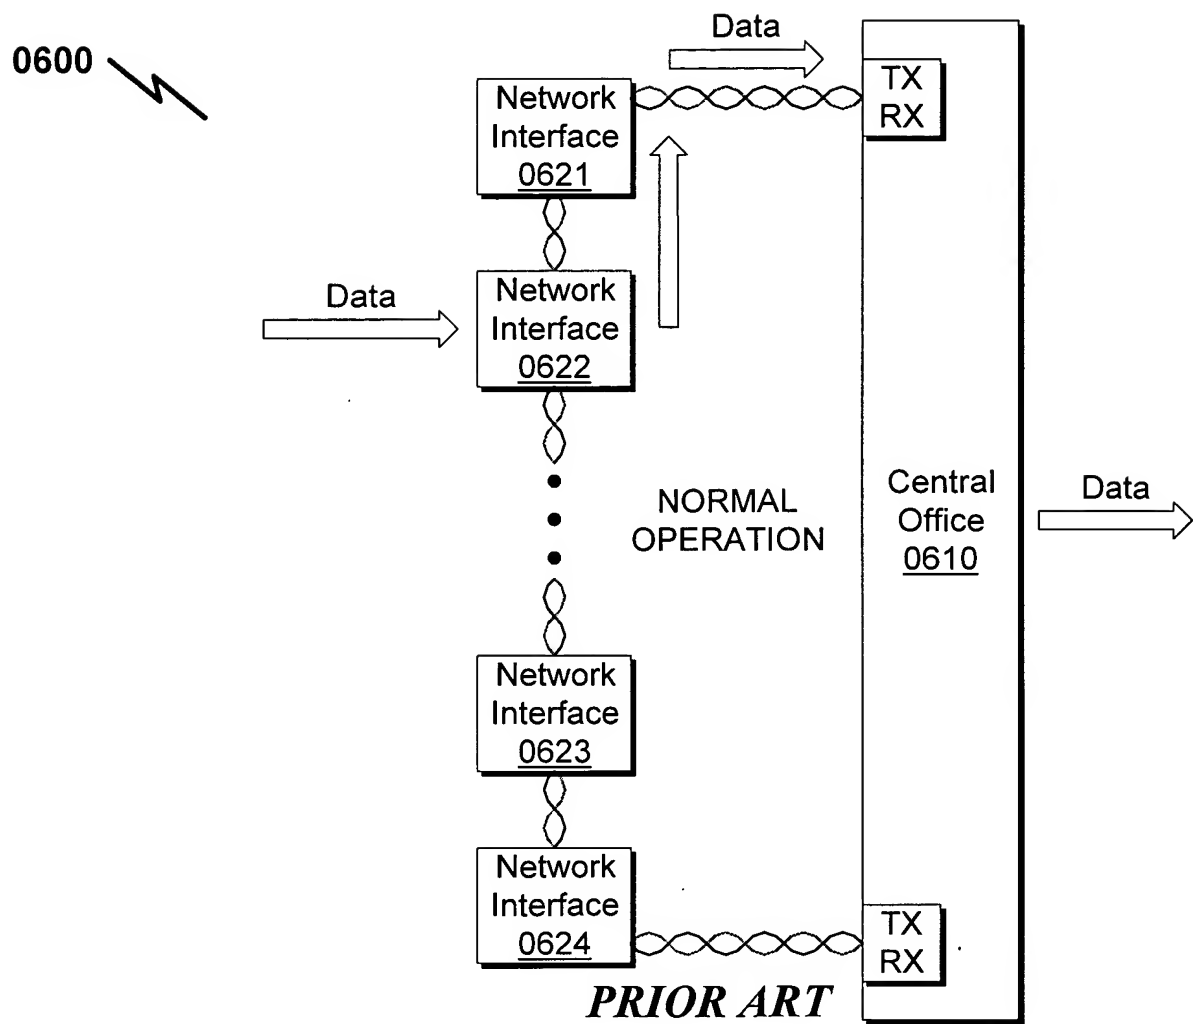 0600
Data
Network
Interface
0621
TX
RX
Data
Network
Interface
0622
NORMAL
OPERATION
Central
Office
0610
Data
Network
Interface
0623
Network
Interface
0624
TX
RX
PRIOR ART